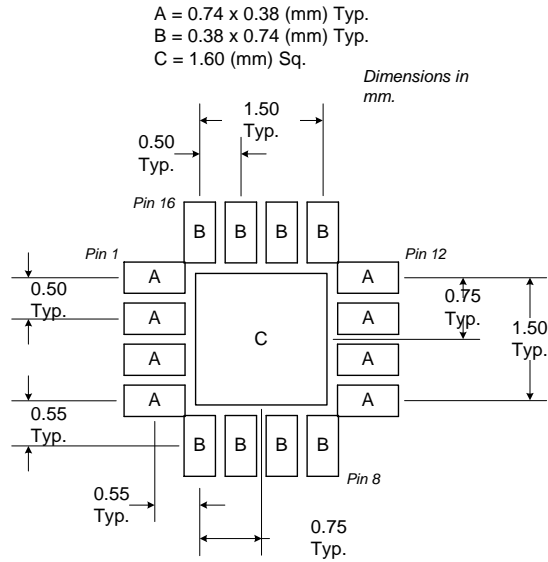 A = 0.74 x 0.38 (mm) Typ.
B = 0.38 x 0.74 (mm) Typ.
C = 1.60 (mm) Sq.
Dimensions in
mm.
1.50
Typ.
0.50
Typ.
Pin 16
B B B B
Pin 1
Pin 12
A
A
0.50
Typ.
0.75
Typ.
1.50
Typ.
A
A
C
A
A
A
A
0.55
Typ.
B B B B
Pin 8
0.55
Typ.
0.75
Typ.